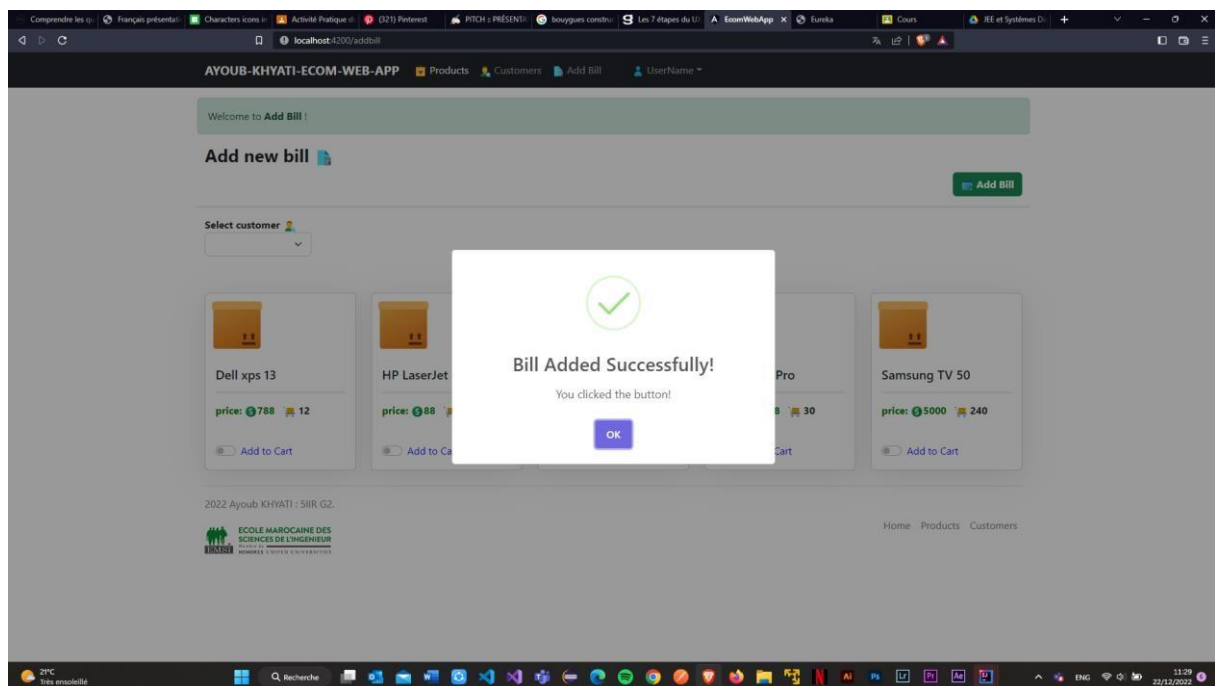 Comprendre les qu
Français présentati
Characters icons in
Activité Pratique d
(321) Pinterest
PITCH : PRÉSENTA
bouygues construc
Les 7 étapes du U
EcomWebApp
Eureka
Cours
JEE et Systèmes Di
localhost:4200/addbill
AYOUB-KHYATI-ECOM-WEB-APP Products Customers Add Bill UserName
Welcome to Add Bill !
Add new bill
Add Bill
Select customer
Bill Added Successfully!
You clicked the button!
OK
Dell xps 13
price: 788 12
Add to Cart
HP LaserJet
price: 88
Add to Ca
Pro
8 30
Cart
Samsung TV 50
price: 5000 240
Add to Cart
2022 Ayoub KHYATI : 5IIR G2.
ECOLE MAROCAINE DES
SCIENCES DE L'INGENIEUR
EMSI
HONORIS UNITED UNIVERSITIES
Home Products Customers
21°C
Très ensoleillé
Recherche
ENG
11:29
22/12/2022